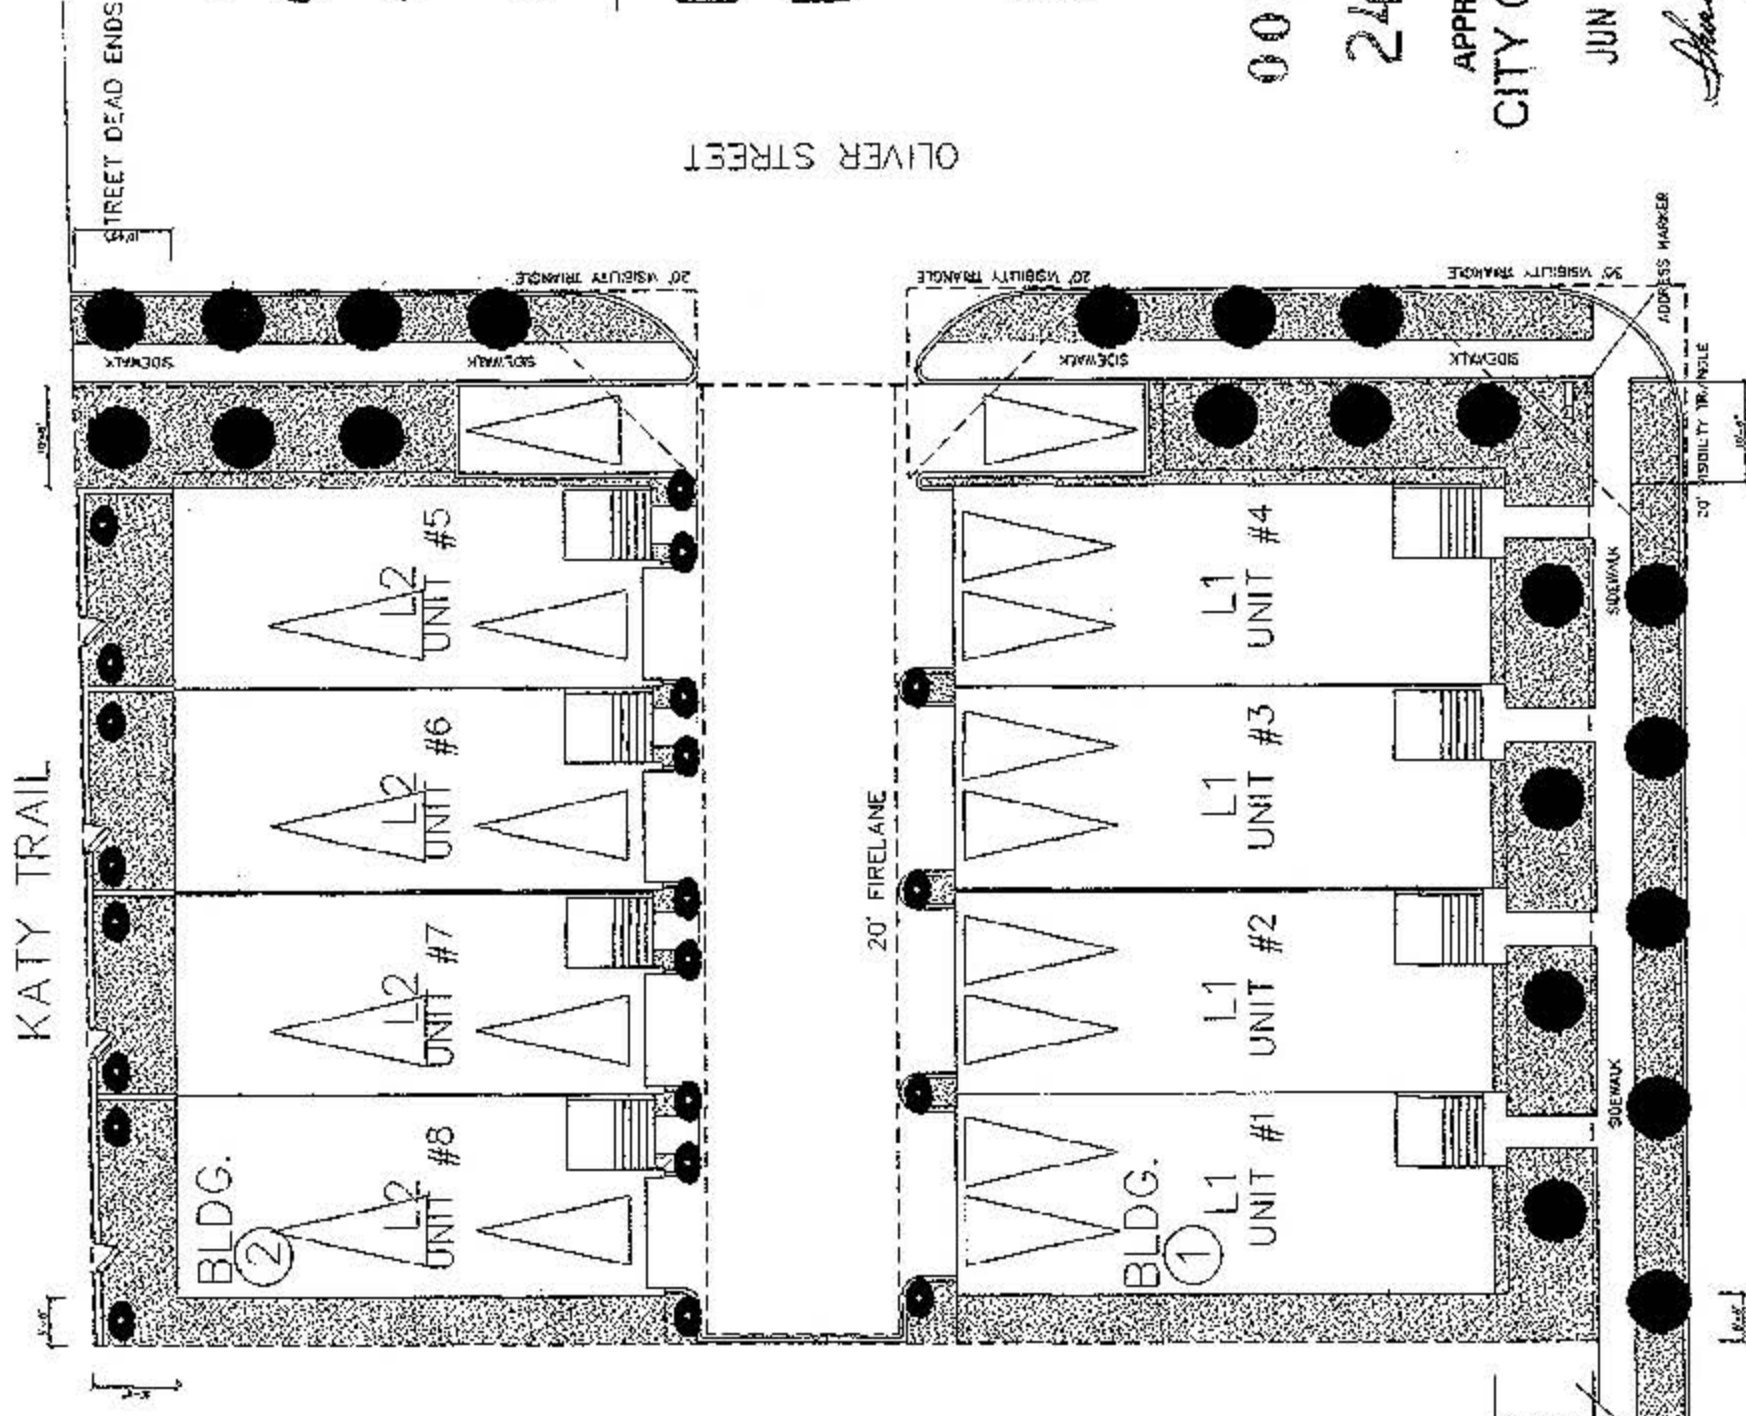 STREET DEAD ENDS
KATY TRAIL
OLIVER STREET
20' VISIBILITY TRIANGLE
20' VISIBILITY TRIANGLE
30' VISIBILITY TRIANGLE
ADDRESS MARKER
20' VISIBILITY TRIANGLE
SIDEWALK
SIDEWALK
SIDEWALK
SIDEWALK
SIDEWALK
SIDEWALK
20' FIRELANE
BLDG.
2
L2
UNIT #8
L2
UNIT #7
L2
UNIT #6
L2
UNIT #5
BLDG.
1
L1
UNIT #1
L1
UNIT #2
L1
UNIT #3
L1
UNIT #4
00
24
APPR
CITY
JUN